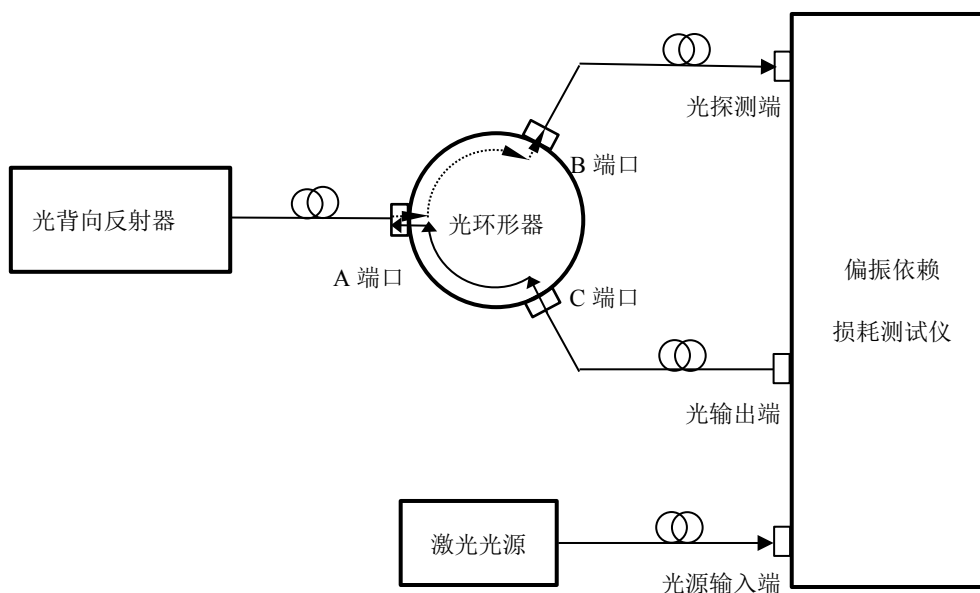 光探测端
B 端口
光背向反射器
光环形器
A 端口
C 端口
偏振依赖
损耗测试仪
光输出端
激光光源
光源输入端